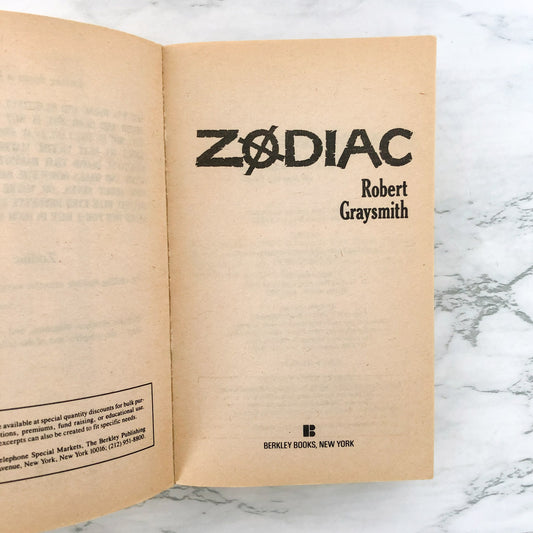 e available at special quantity discounts for bulk pur-
tions, premiums, fund raising, or educational use.
excerpts can also be created to fit specific needs.
elephone Special Markets, The Berkley Publishing
avenue, New York, New York 10016; (212) 951-8800.
ZODIAC
Robert
Graysmith
B
BERKLEY BOOKS, NEW YORK